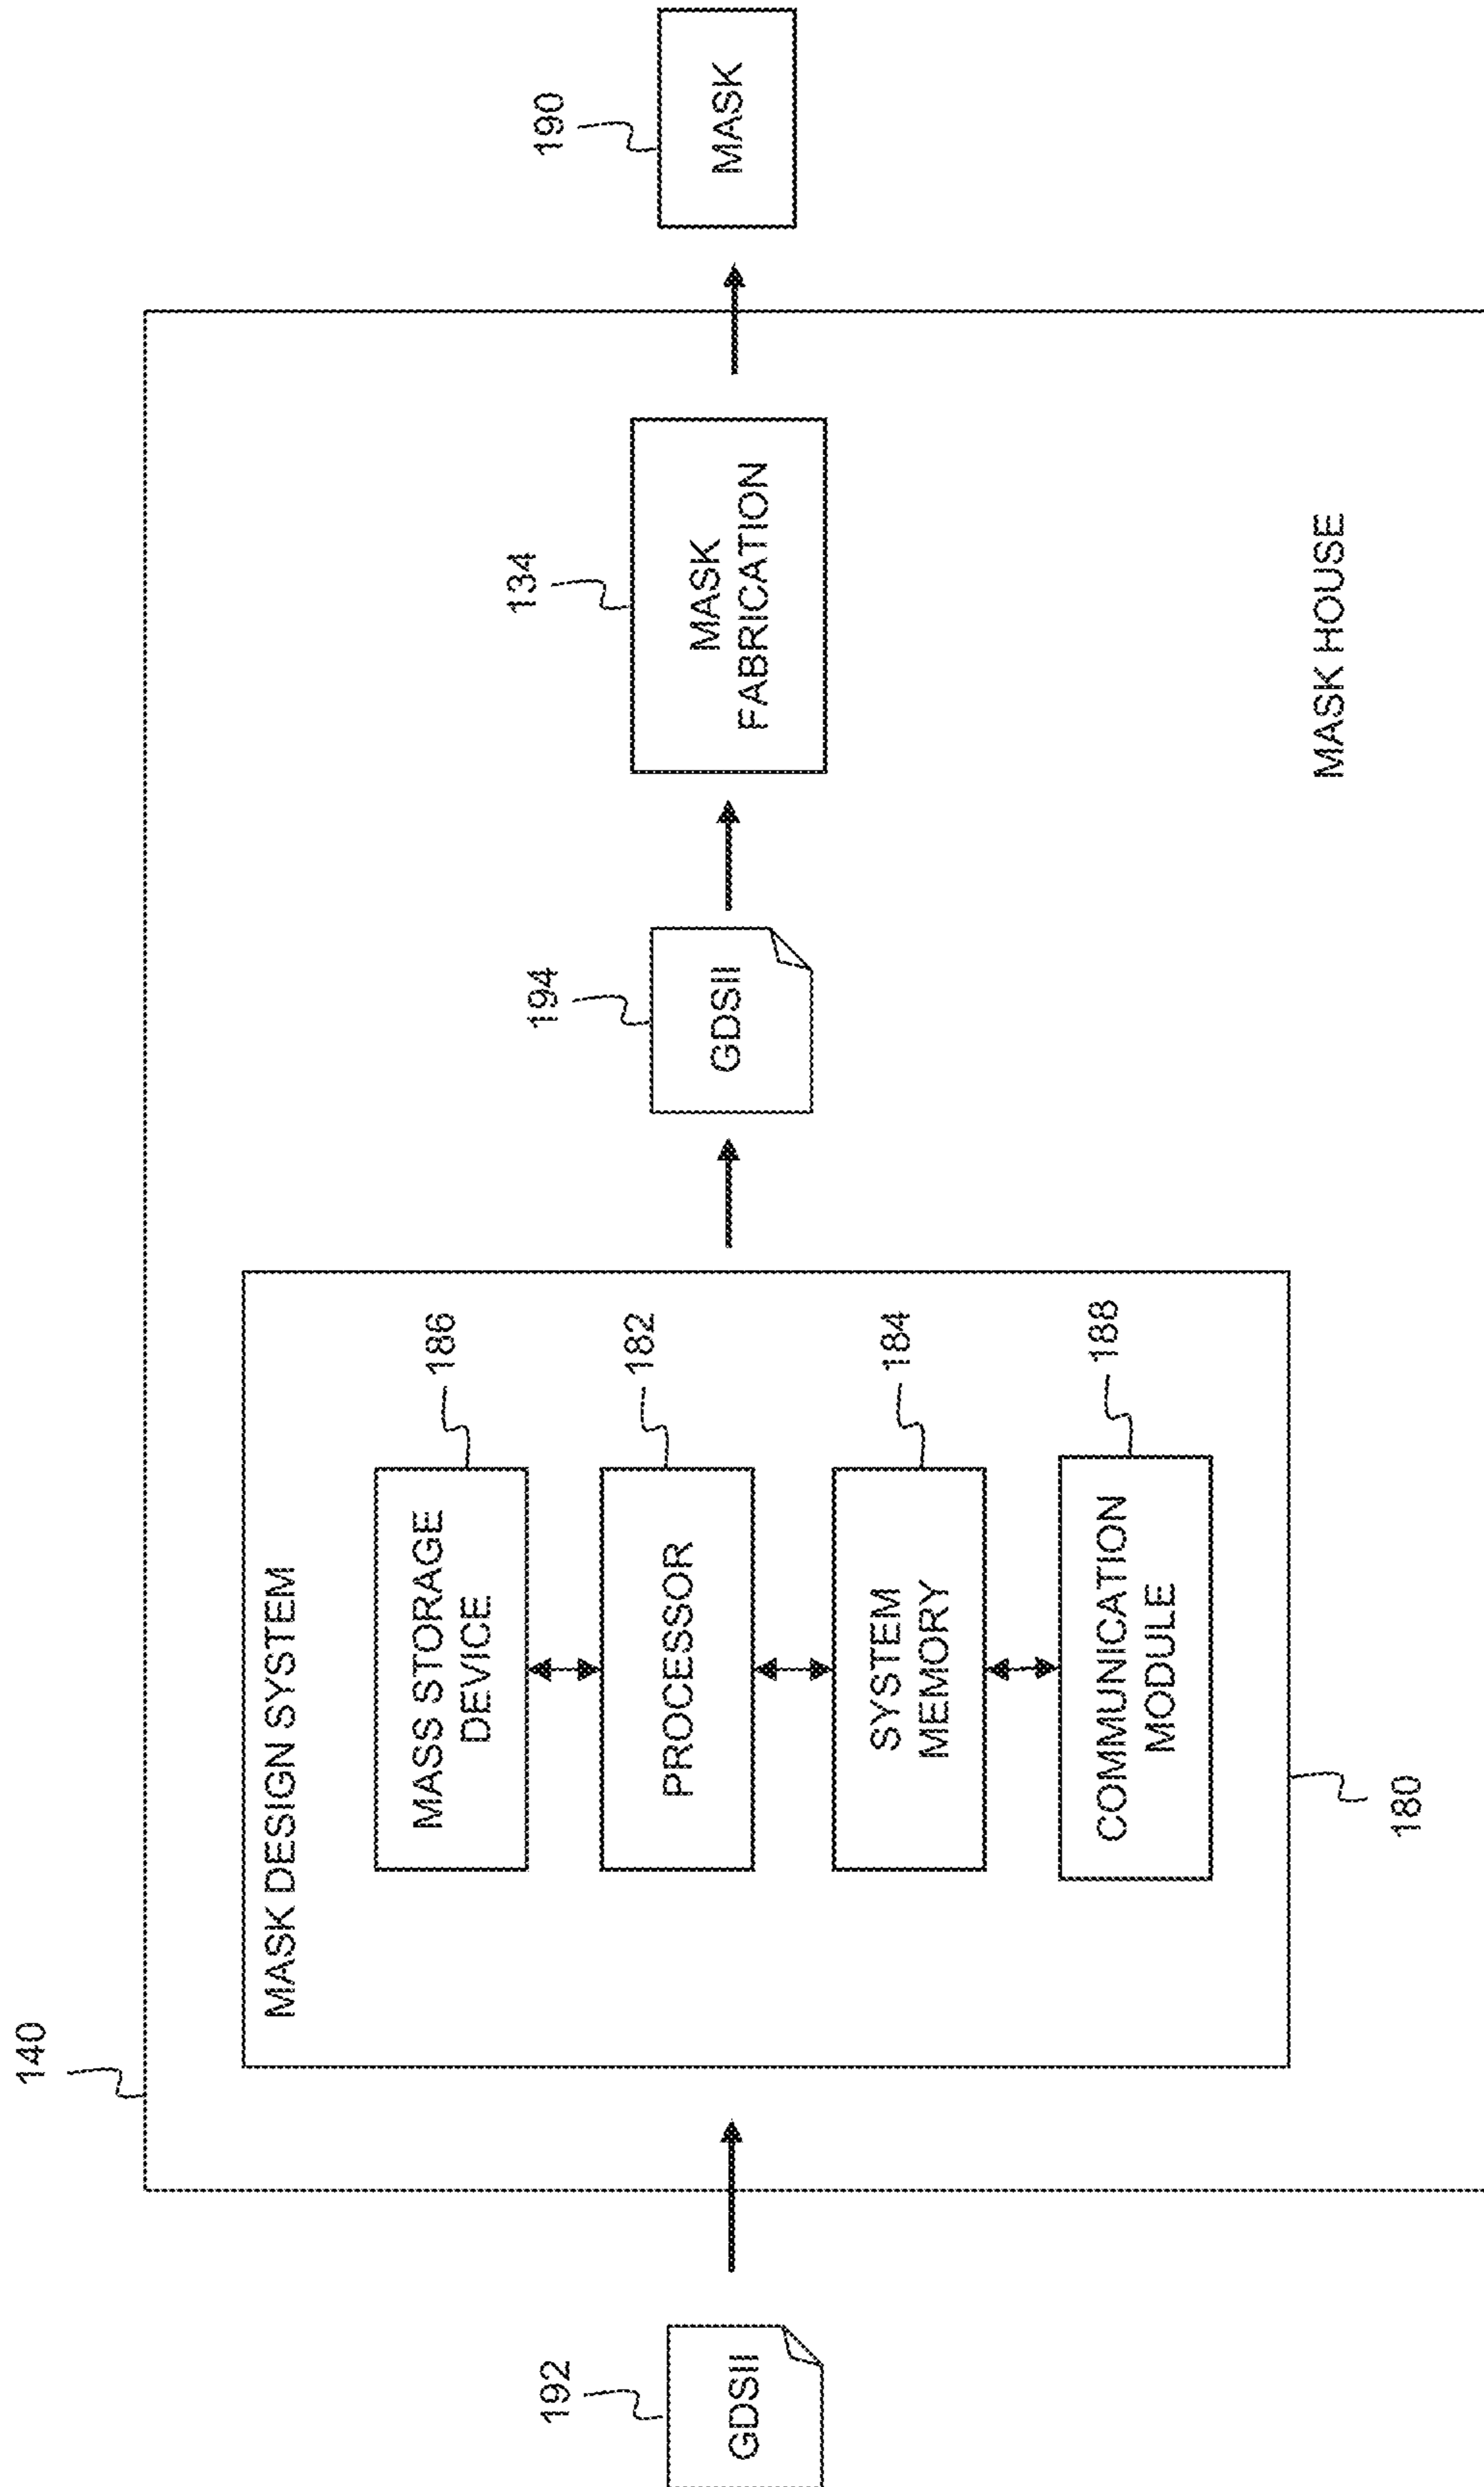 140
MASK DESIGN SYSTEM
186
MASS STORAGE
DEVICE
182
PROCESSOR
184
SYSTEM
MEMORY
188
COMMUNICATION
MODULE
180
192
GDSII
194
GDSII
134
MASK
FABRICATION
190
MASK
MASK HOUSE